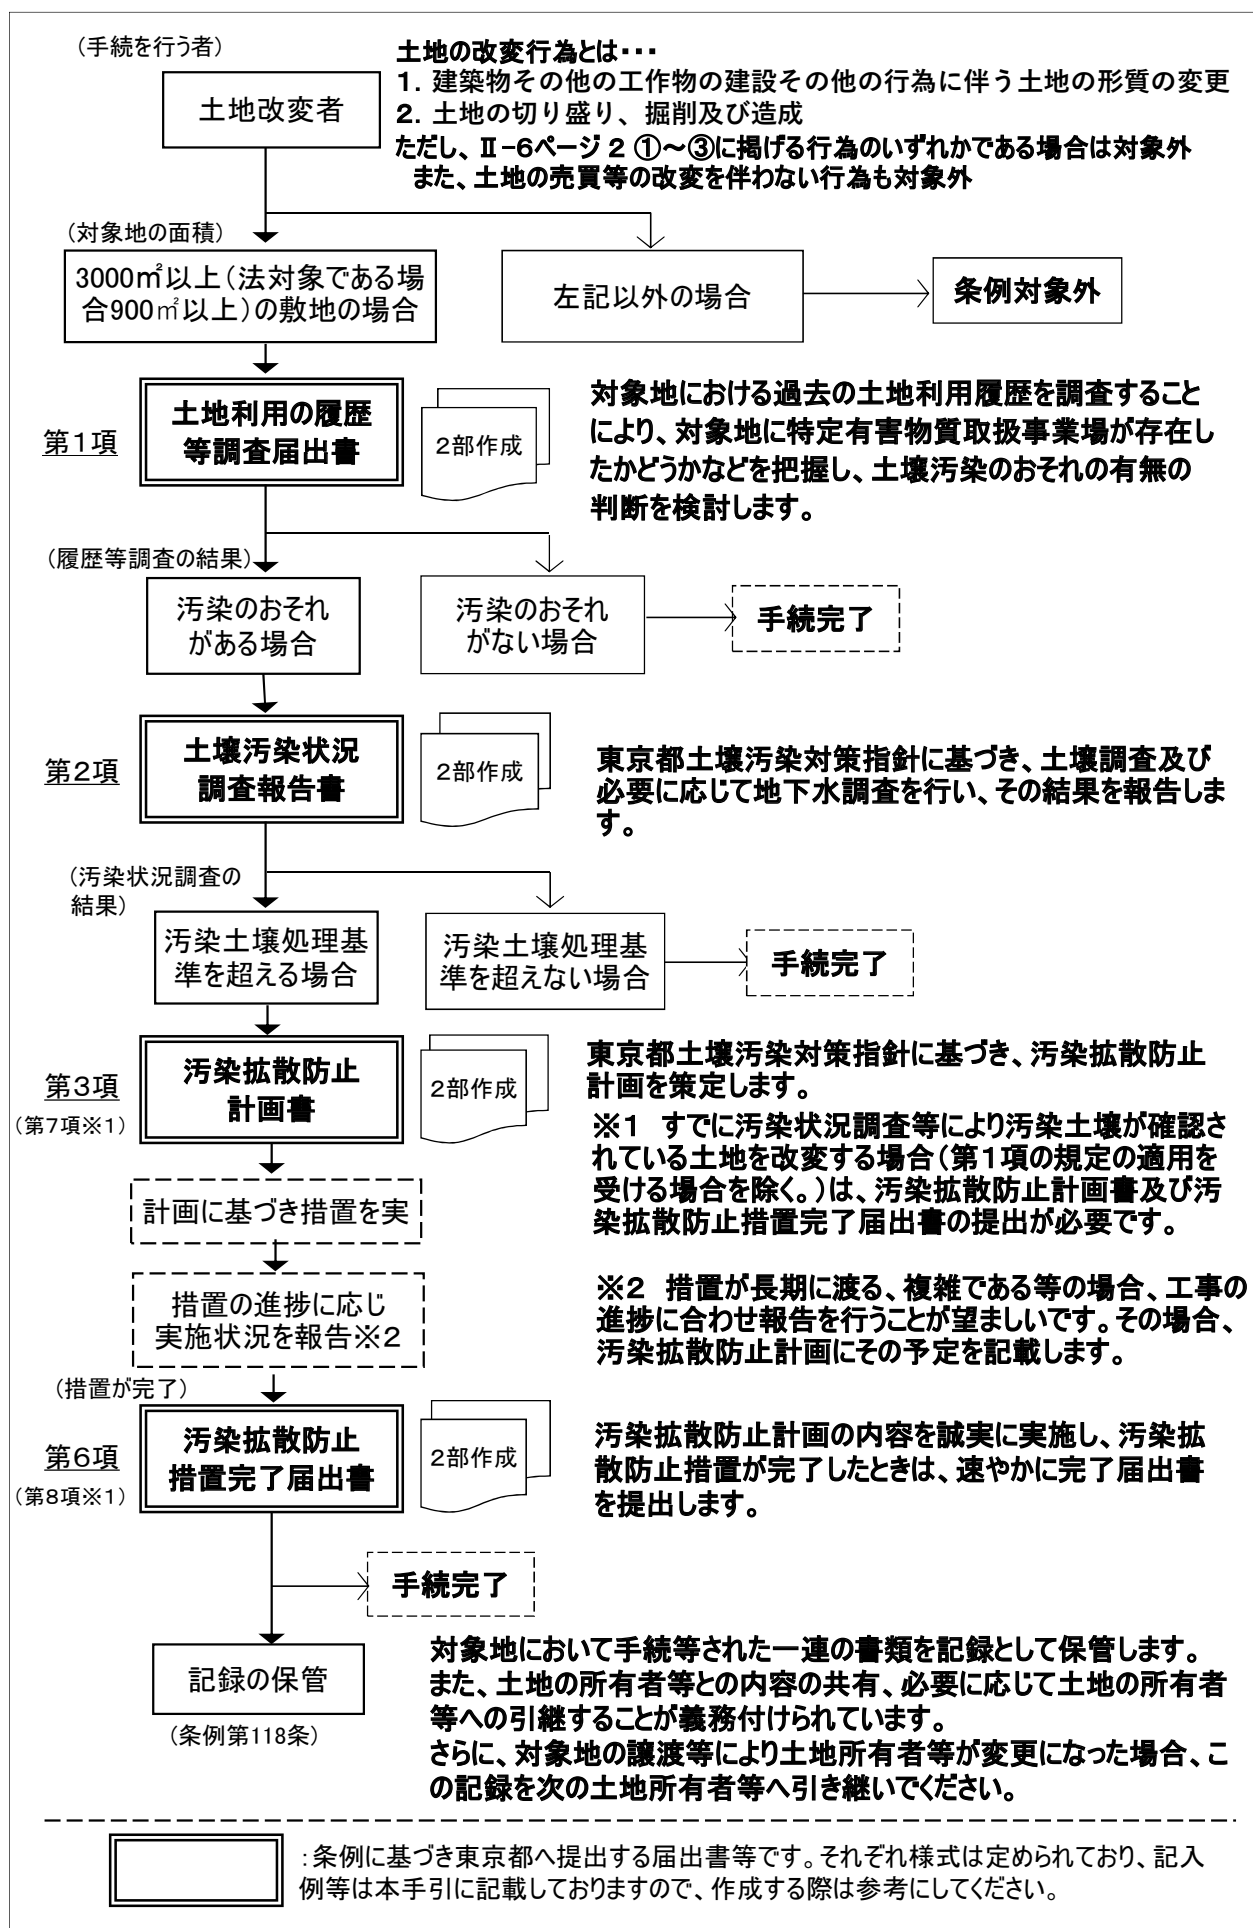 (手続を行う者)
土地改変者
土地の改変行為とは・・・
1. 建築物その他の工作物の建設その他の行為に伴う土地の形質の変更
2. 土地の切り盛り、掘削及び造成
ただし、Ⅱ-6ページ 2 ①~③に掲げる行為のいずれかである場合は対象外
また、土地の売買等の改変を伴わない行為も対象外
(対象地の面積)
3000㎡以上(法対象である場
合900㎡以上)の敷地の場合
左記以外の場合
条例対象外
第1項
土地利用の履歴
等調査届出書
2部作成
対象地における過去の土地利用履歴を調査すること
により、対象地に特定有害物質取扱事業場が存在し
たかどうかなどを把握し、土壌汚染のおそれの有無の
判断を検討します。
(履歴等調査の結果)
汚染のおそれ
がある場合
汚染のおそれ
がない場合
手続完了
第2項
土壌汚染状況
調査報告書
2部作成
東京都土壌汚染対策指針に基づき、土壌調査及び
必要に応じて地下水調査を行い、その結果を報告しま
す。
(汚染状況調査の
結果)
汚染土壌処理基
準を超える場合
汚染土壌処理基
準を超えない場合
手続完了
第3項
(第7項※1)
汚染拡散防止
計画書
2部作成
東京都土壌汚染対策指針に基づき、汚染拡散防止
計画を策定します。
※1 すでに汚染状況調査等により汚染土壌が確認さ
れている土地を改変する場合(第1項の規定の適用を
受ける場合を除く。)は、汚染拡散防止計画書及び汚
染拡散防止措置完了届出書の提出が必要です。
計画に基づき措置を実
措置の進捗に応じ
実施状況を報告※2
※2 措置が長期に渡る、複雑である等の場合、工事の
進捗に合わせ報告を行うことが望ましいです。その場合、
汚染拡散防止計画にその予定を記載します。
(措置が完了)
第6項
(第8項※1)
汚染拡散防止
措置完了届出書
2部作成
汚染拡散防止計画の内容を誠実に実施し、汚染拡
散防止措置が完了したときは、速やかに完了届出書
を提出します。
手続完了
記録の保管
(条例第118条)
対象地において手続等された一連の書類を記録として保管します。
また、土地の所有者等との内容の共有、必要に応じて土地の所有者
等への引継することが義務付けられています。
さらに、対象地の譲渡等により土地所有者等が変更になった場合、こ
の記録を次の土地所有者等へ引き継いでください。
:条例に基づき東京都へ提出する届出書等です。それぞれ様式は定められており、記入
例等は本手引に記載しておりますので、作成する際は参考にしてください。